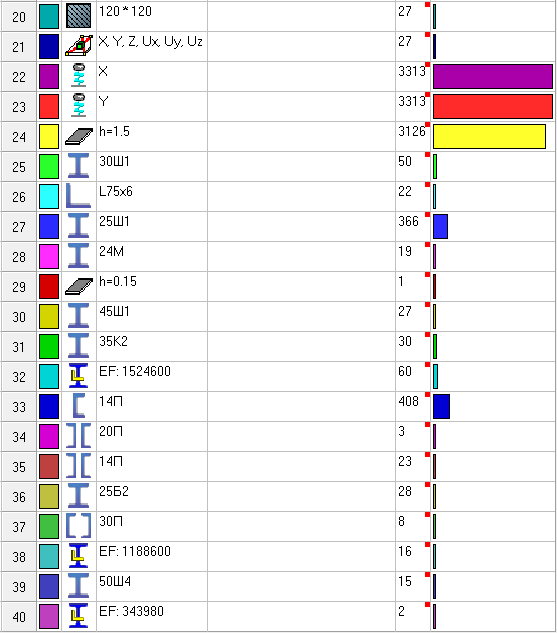 20 120 * 120 27
21 X, Y, Z, Ux, Uy, Uz 27
22 X 3313
23 Y 3313
24 h=1.5 3126
25 30Ш1 50
26 L75x6 22
27 25Ш1 366
28 24М 19
29 h=0.15 1
30 45Ш1 27
31 35К2 30
32 EF: 1524600 60
33 14П 408
34 20П 3
35 14П 23
36 25Б2 28
37 30П 8
38 EF: 1188600 16
39 50Ш4 15
40 EF: 343980 2